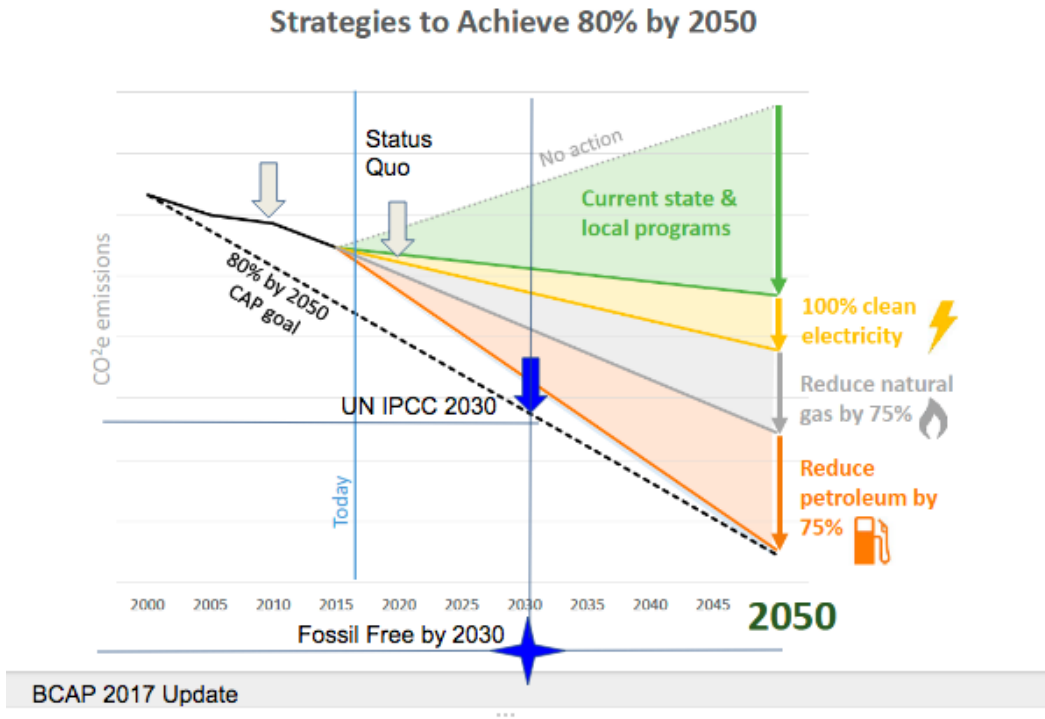 Strategies to Achieve 80% by 2050
Status
Quo
No action
Current state &
local programs
80% by 2050
CAP goal
CO²e emissions
100% clean
electricity
Reduce natural
gas by 75%
UN IPCC 2030
Reduce
petroleum by
75%
Today
2000 2005 2010 2015 2020 2025 2030 2035 2040 2045 2050
Fossil Free by 2030
BCAP 2017 Update